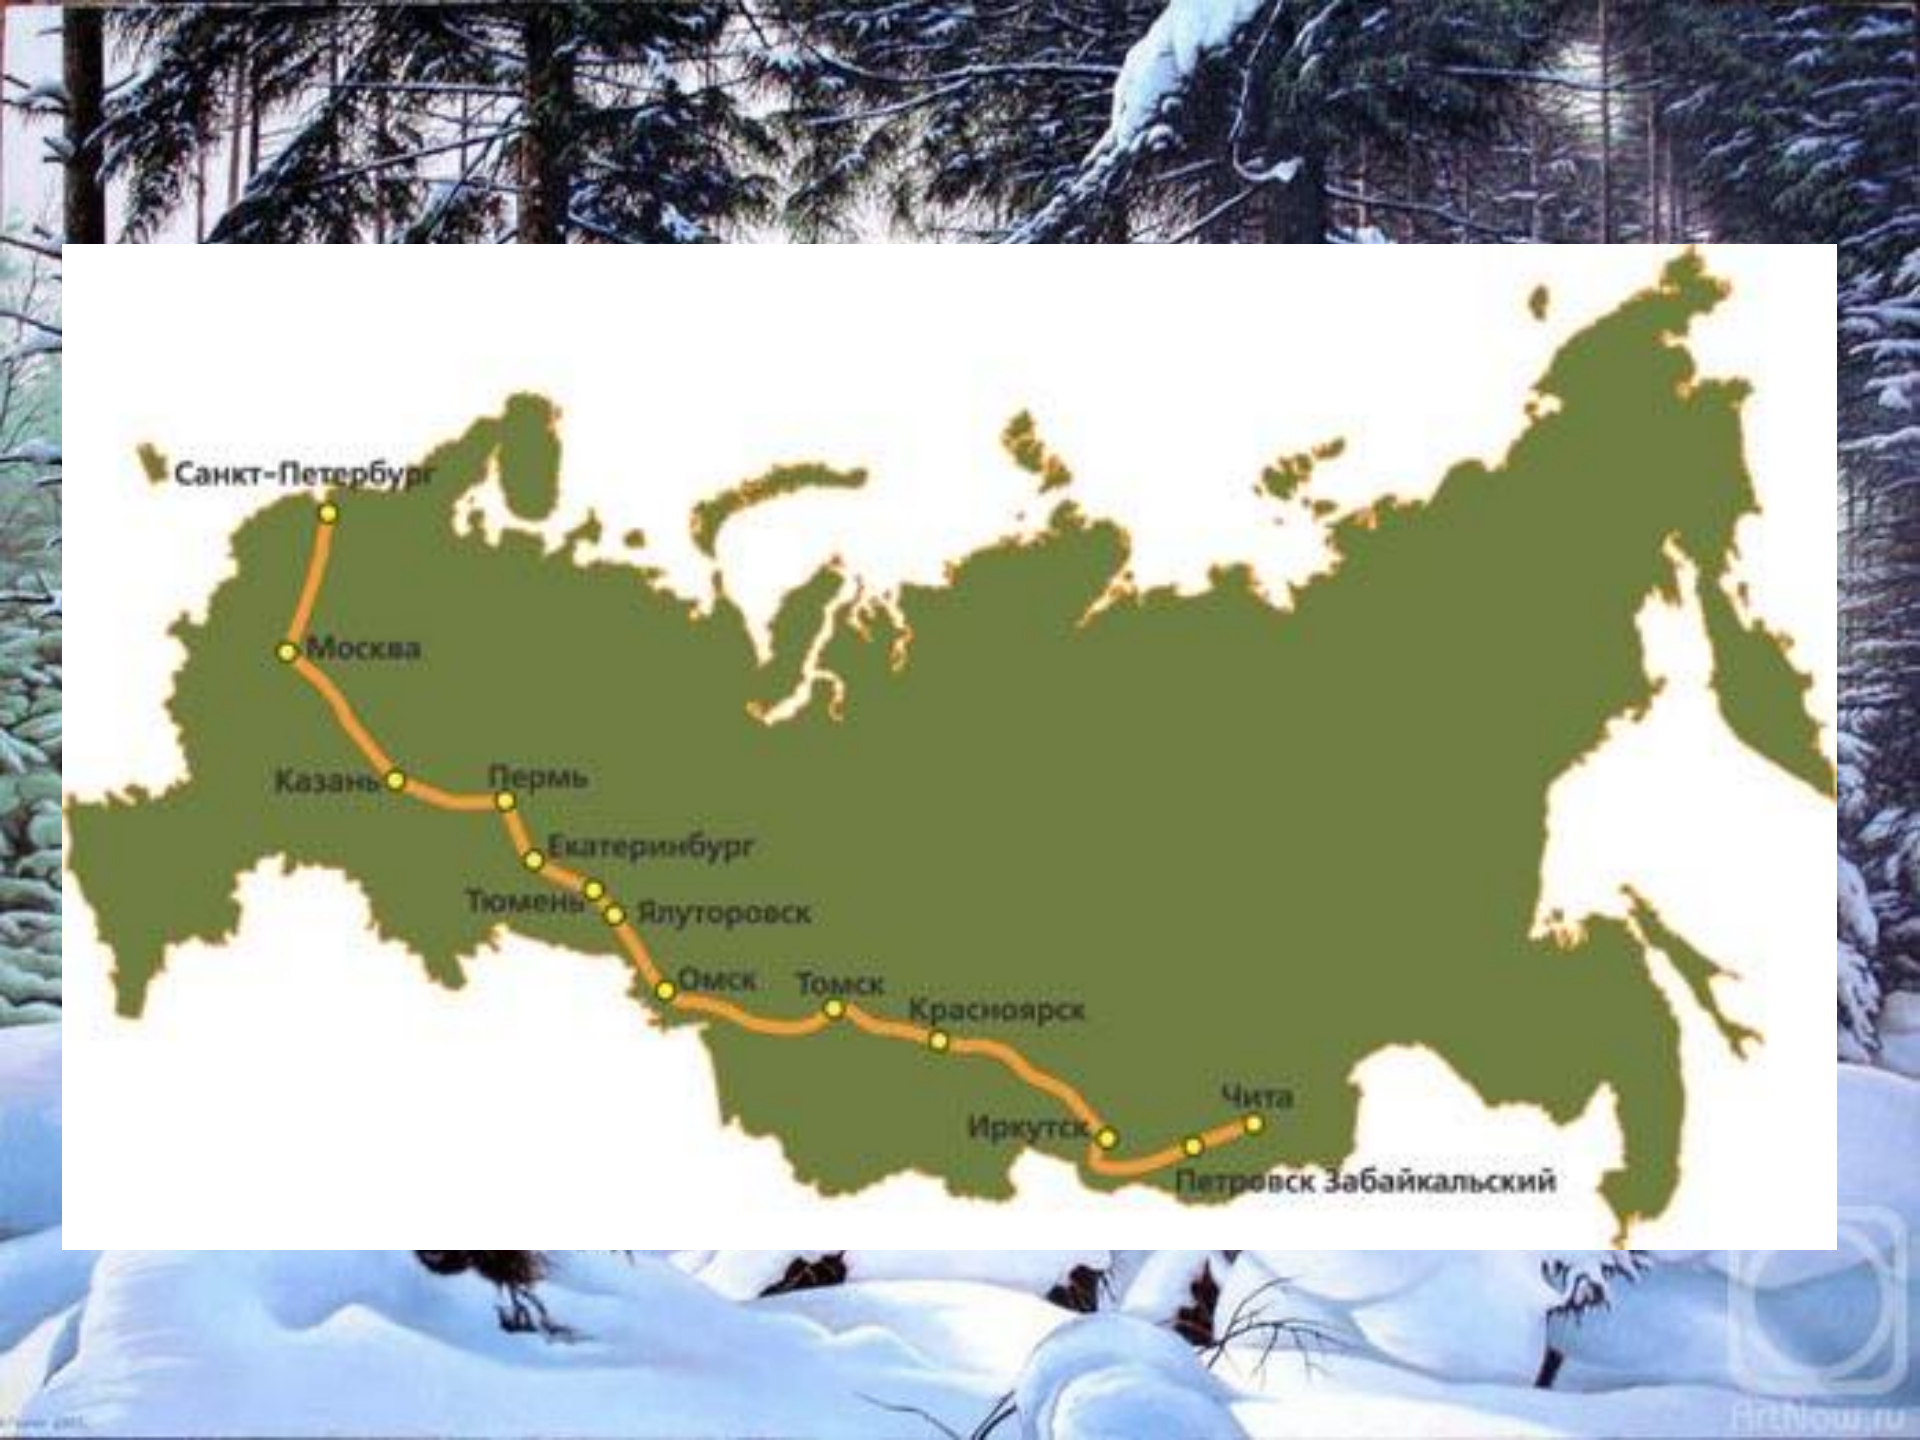 Санкт-Петербург
Москва
Казань
Пермь
Екатеринбург
Тюмень
Ялуторовск
Омск
Томск
Красноярск
Чита
Иркутск
Петровск Забайкальский
ArtNow.ru